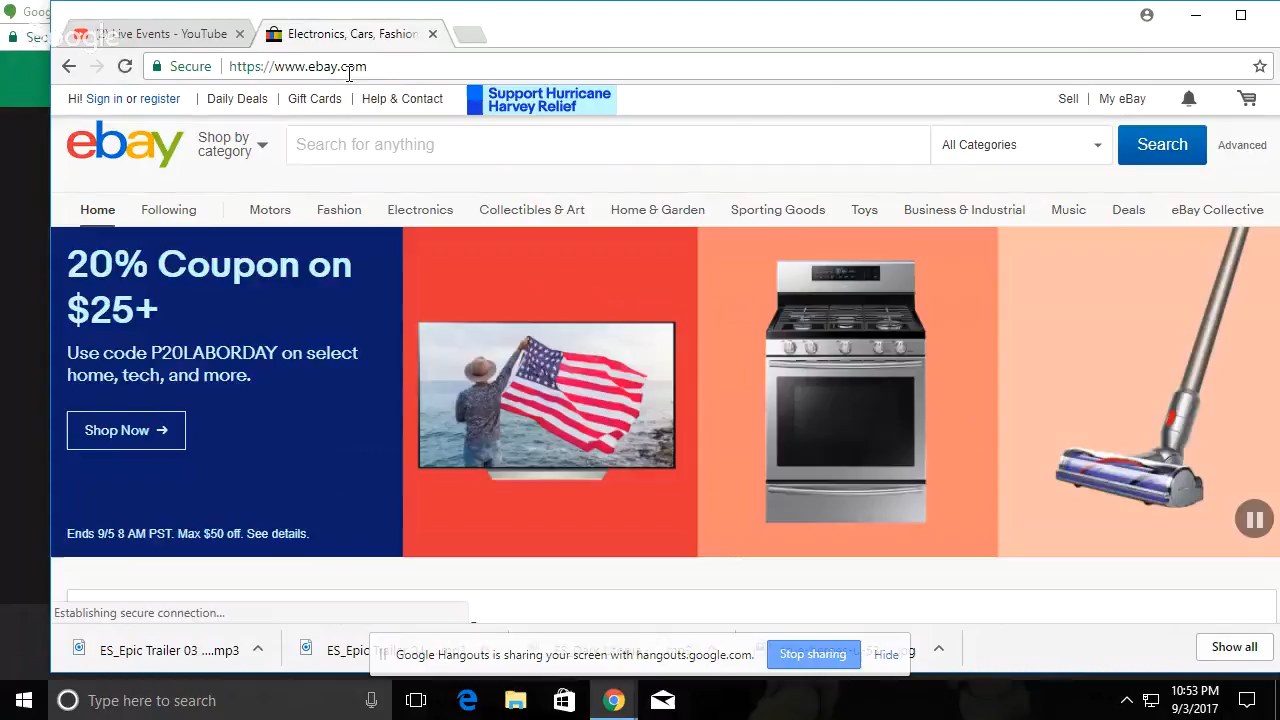 Goog
Live Events - YouTube
Electronics, Cars, Fashion
Google
Sec
Secure
https://www.ebay.com
Hi! Sign in or register
Daily Deals
Gift Cards
Help & Contact
Support Hurricane
Harvey Relief
Sell
My eBay
ebay
Shop by
category
Search for anything
All Categories
Search
Advanced
Home
Following
Motors
Fashion
Electronics
Collectibles & Art
Home & Garden
Sporting Goods
Toys
Business & Industrial
Music
Deals
eBay Collective
20% Coupon on
$25+
Use code P20LABORDAY on select
home, tech, and more.
Shop Now →
Ends 9/5 8 AM PST. Max $50 off. See details.
Establishing secure connection...
ES_Epic Trailer 03 ....mp3
ES_Epic
Google Hangouts is sharing your screen with hangouts.google.com.
Stop sharing
Hide
Show all
Type here to search
10:53 PM
9/3/2017